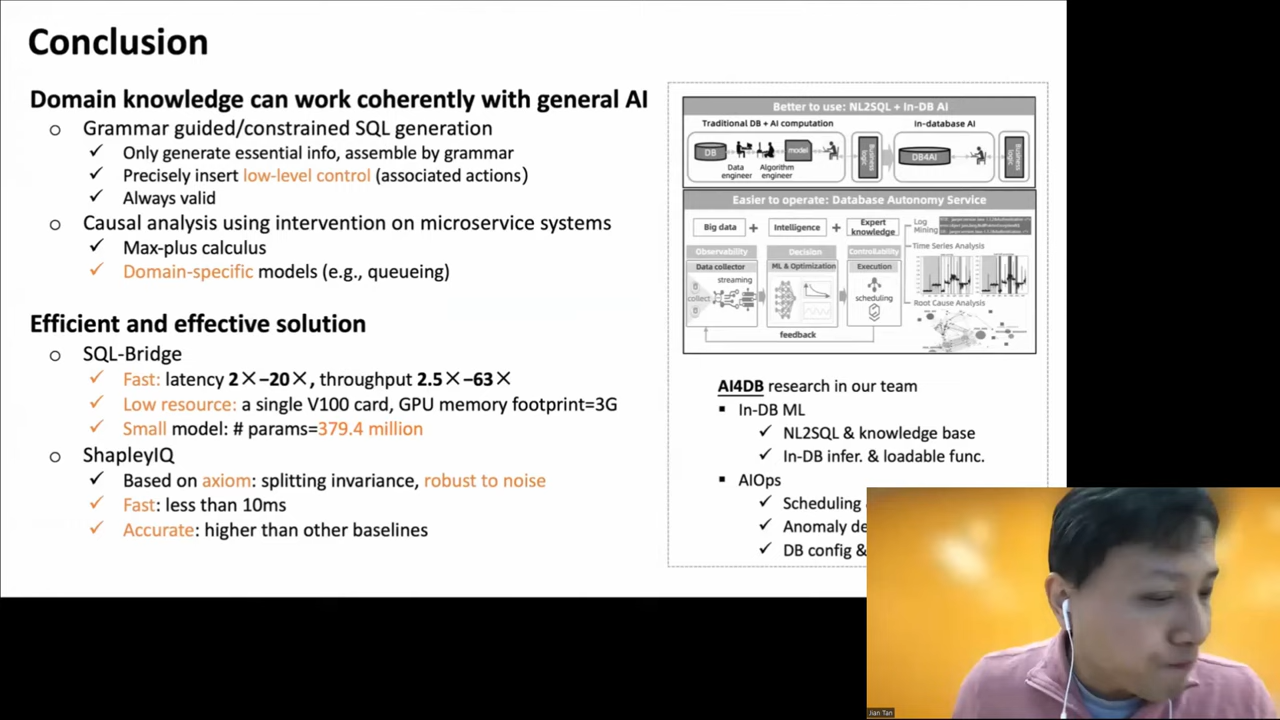 Conclusion
Domain knowledge can work coherently with general AI
Grammar guided/constrained SQL generation
Only generate essential info, assemble by grammar
Precisely insert low-level control (associated actions)
Always valid
Causal analysis using intervention on microservice systems
Max-plus calculus
Domain-specific models (e.g., queueing)
Efficient and effective solution
SQL-Bridge
Fast: latency 2×–20×, throughput 2.5×–63×
Low resource: a single V100 card, GPU memory footprint=3G
Small model: # params=379.4 million
ShapleyIQ
Based on axiom: splitting invariance, robust to noise
Fast: less than 10ms
Accurate: higher than other baselines
Better to use: NL2SQL + In-DB AI
Traditional DB + AI computation
In-database AI
DB
model
Data engineer
Algorithm engineer
Business logic
DB4AI
Business logic
Easier to operate: Database Autonomy Service
Big data + Intelligence + Expert knowledge
Observability
Decision
Controllability
Data collector
ML & Optimization
Execution
streaming
collect
scheduling
feedback
Log Mining
Time Series Analysis
Root Cause Analysis
AI4DB research in our team
In-DB ML
NL2SQL & knowledge base
In-DB infer. & loadable func.
AIOps
Scheduling
Anomaly de
DB config &
Jian Tan